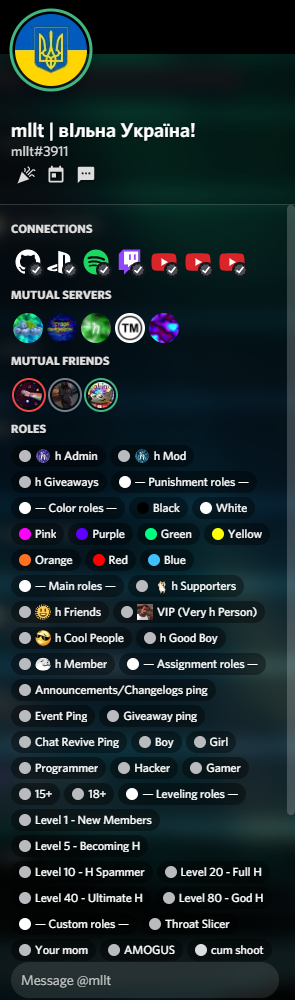 mllt | вІльна Україна!
mllt#3911
CONNECTIONS
MUTUAL SERVERS
TM
MUTUAL FRIENDS
ROLES
h Admin h Mod
h Giveaways — Punishment roles —
— Color roles — Black White
Pink Purple Green Yellow
Orange Red Blue
— Main roles — h Supporters
h Friends VIP (Very h Person)
h Cool People h Good Boy
h Member — Assignment roles —
Announcements/Changelogs ping
Event Ping Giveaway ping
Chat Revive Ping Boy Girl
Programmer Hacker Gamer
15+ 18+ — Leveling roles —
Level 1 - New Members
Level 5 - Becoming H
Level 10 - H Spammer Level 20 - Full H
Level 40 - Ultimate H Level 80 - God H
— Custom roles — Throat Slicer
Your mom AMOGUS cum shoot
Message @mllt